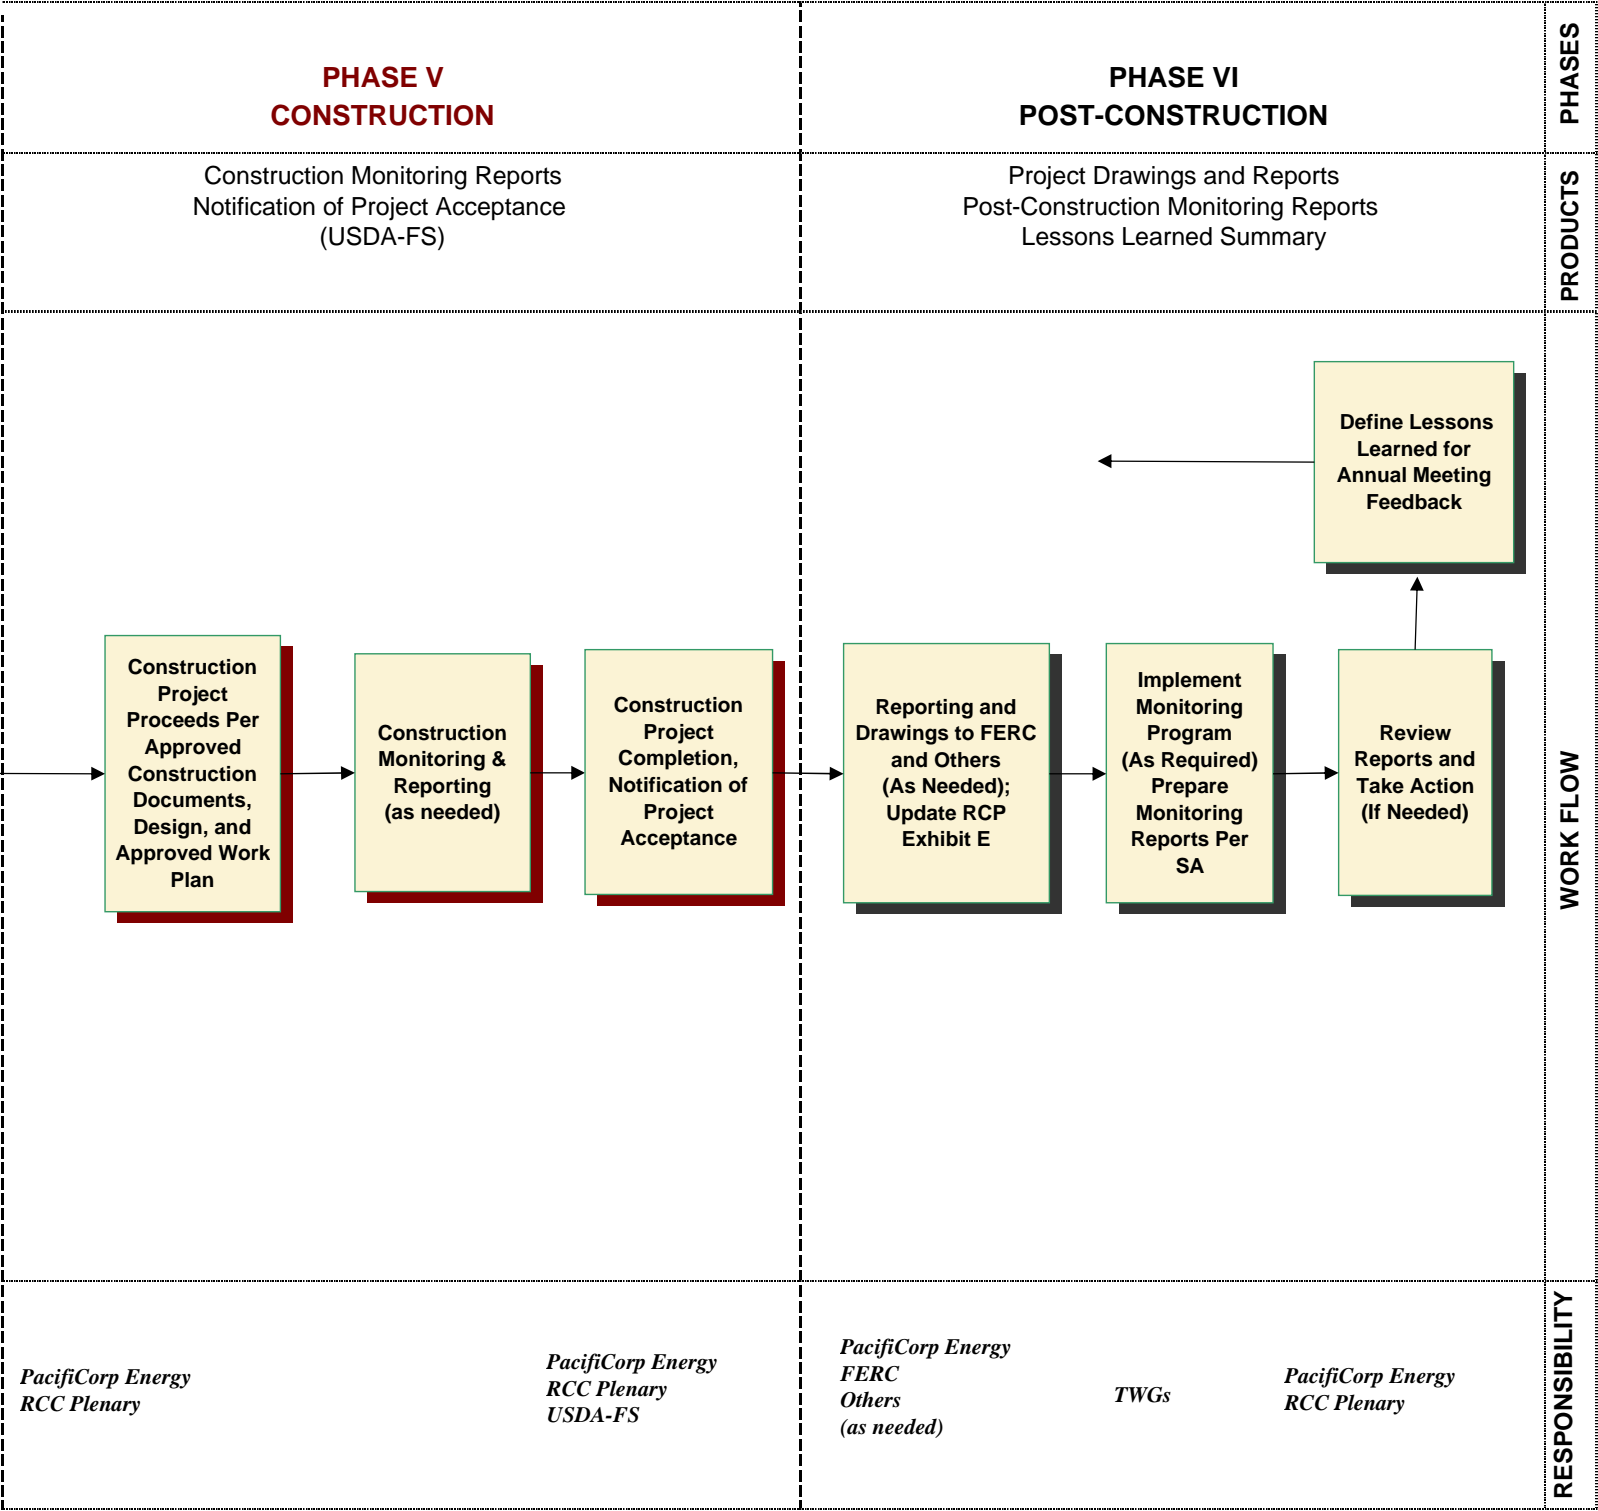 PHASE V
CONSTRUCTION
PHASE VI
POST-CONSTRUCTION
PHASES
Construction Monitoring Reports
Notification of Project Acceptance
(USDA-FS)
Project Drawings and Reports
Post-Construction Monitoring Reports
Lessons Learned Summary
PRODUCTS
Define Lessons
Learned for
Annual Meeting
Feedback
Construction
Project
Proceeds Per
Approved
Construction
Documents,
Design, and
Approved Work
Plan
Construction
Monitoring &
Reporting
(as needed)
Construction
Project
Completion,
Notification of
Project
Acceptance
Reporting and
Drawings to FERC
and Others
(As Needed);
Update RCP
Exhibit E
Implement
Monitoring
Program
(As Required)
Prepare
Monitoring
Reports Per
SA
Review
Reports and
Take Action
(If Needed)
WORK FLOW
PacifiCorp Energy
RCC Plenary
PacifiCorp Energy
RCC Plenary
USDA-FS
PacifiCorp Energy
FERC
Others
(as needed)
TWGs
PacifiCorp Energy
RCC Plenary
RESPONSIBILITY